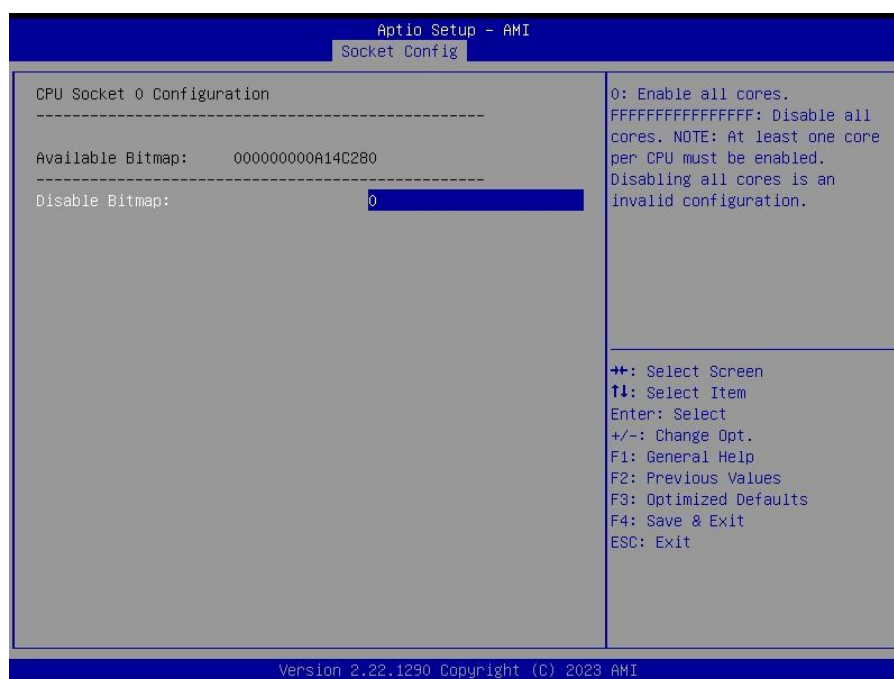 Aptio Setup - AMI
Socket Config
CPU Socket 0 Configuration
--------------------------------------------------
Available Bitmap: 000000000A14C280
--------------------------------------------------
Disable Bitmap: 0
0: Enable all cores.
FFFFFFFFFFFFFFFF: Disable all
cores. NOTE: At least one core
per CPU must be enabled.
Disabling all cores is an
invalid configuration.
→←: Select Screen
↑↓: Select Item
Enter: Select
+/-: Change Opt.
F1: General Help
F2: Previous Values
F3: Optimized Defaults
F4: Save & Exit
ESC: Exit
Version 2.22.1290 Copyright (C) 2023 AMI